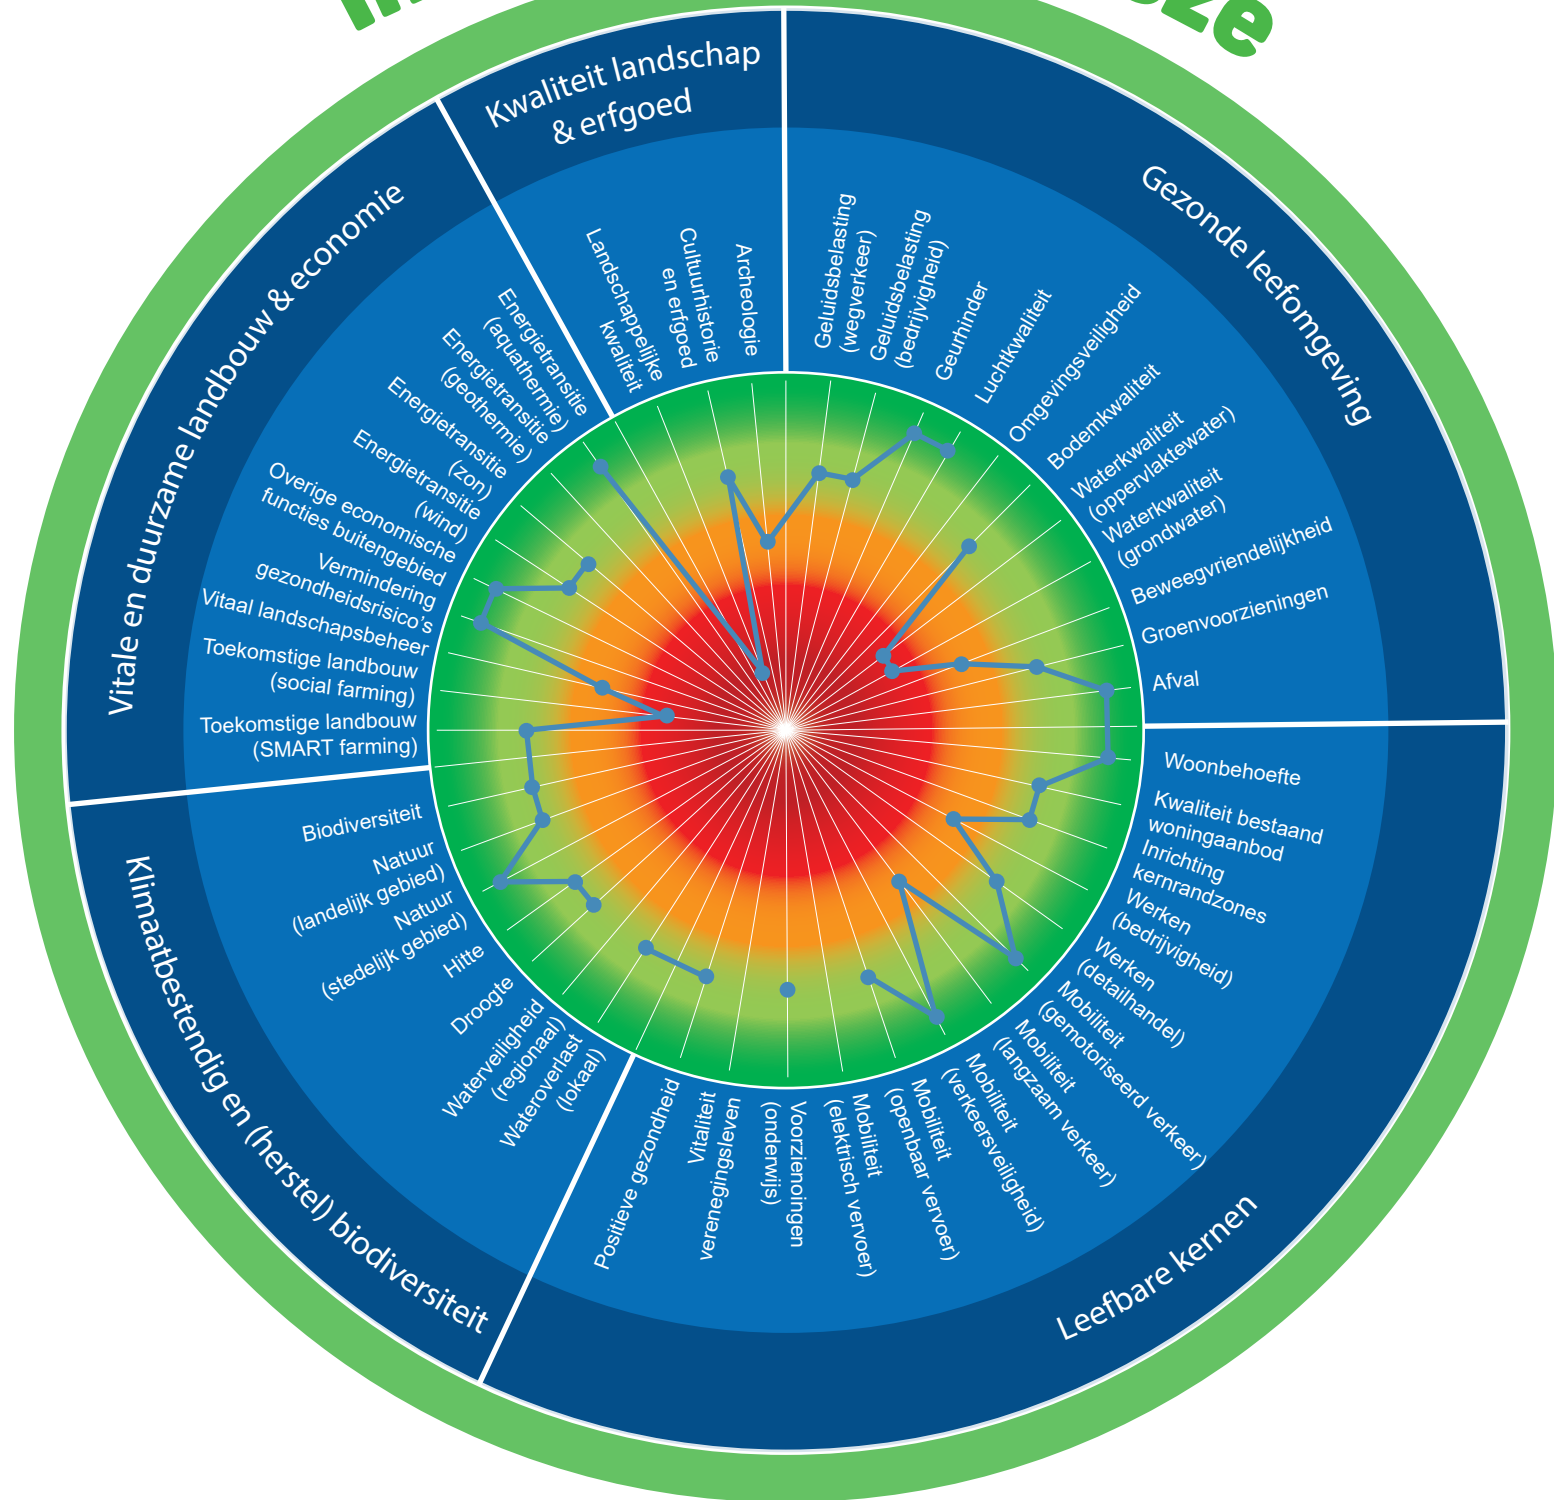 Kwaliteit landschap
& erfgoed
Landschappelijke
kwaliteit
Cultuurhistorie
en erfgoed
Archeologie
Gezonde leefomgeving
Geluidsbelasting
(wegverkeer)
Geluidsbelasting
(bedrijvigheid)
Geurhinder
Luchtkwaliteit
Omgevingsveiligheid
Bodemkwaliteit
Waterkwaliteit
(oppervlaktewater)
Waterkwaliteit
(grondwater)
Beweegvriendelijkheid
Groenvoorzieningen
Afval
Leefbare kernen
Woonbehoefte
Kwaliteit bestaand
woningaanbod
Inrichting
kernrandzones
Werken
(bedrijvigheid)
Werken
(detailhandel)
Mobiliteit
(gemotoriseerd verkeer)
Mobiliteit
(langzaam verkeer)
Mobiliteit
(verkeersveiligheid)
Mobiliteit
(openbaar vervoer)
Mobiliteit
(elektrisch vervoer)
Voorzienoingen
(onderwijs)
Vitaliteit
verenegingsleven
Positieve gezondheid
Klimaatbestendig en (herstel) biodiversiteit
Wateroverlast
(lokaal)
Waterveiligheid
(regionaal)
Droogte
Hitte
Natuur
(stedelijk gebied)
Natuur
(landelijk gebied)
Biodiversiteit
Vitale en duurzame landbouw & economie
Toekomstige landbouw
(SMART farming)
Toekomstige landbouw
(social farming)
Vitaal landschapsbeheer
Vermindering
gezondheidsrisico's
Overige economische
functies buitengebied
Energietransitie
(wind)
Energietransitie
(zon)
Energietransitie
(geothermie)
Energietransitie
(aquathermie)